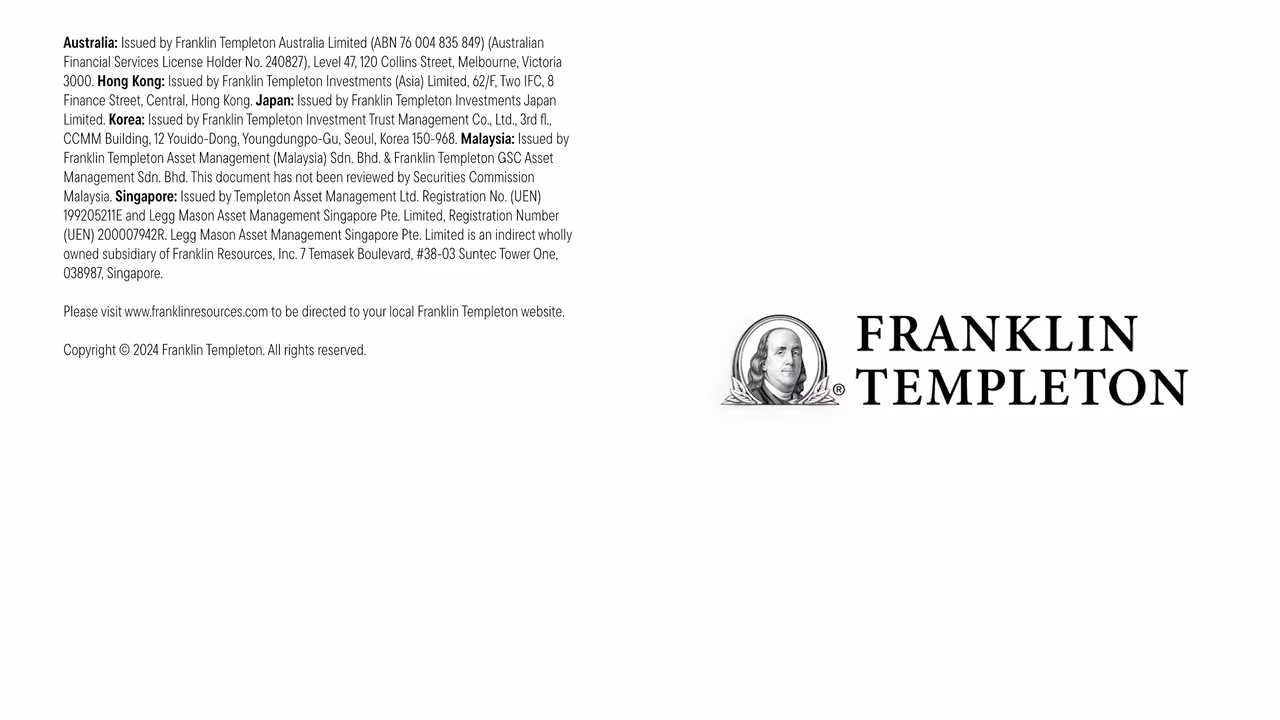 Australia: Issued by Franklin Templeton Australia Limited (ABN 76 004 835 849) (Australian
Financial Services License Holder No. 240827), Level 47, 120 Collins Street, Melbourne, Victoria
3000. Hong Kong: Issued by Franklin Templeton Investments (Asia) Limited, 62/F, Two IFC, 8
Finance Street, Central, Hong Kong. Japan: Issued by Franklin Templeton Investments Japan
Limited. Korea: Issued by Franklin Templeton Investment Trust Management Co., Ltd., 3rd fl.,
CCMM Building, 12 Youido-Dong, Youngdungpo-Gu, Seoul, Korea 150-968. Malaysia: Issued by
Franklin Templeton Asset Management (Malaysia) Sdn. Bhd. & Franklin Templeton GSC Asset
Management Sdn. Bhd. This document has not been reviewed by Securities Commission
Malaysia. Singapore: Issued by Templeton Asset Management Ltd. Registration No. (UEN)
199205211E and Legg Mason Asset Management Singapore Pte. Limited, Registration Number
(UEN) 200007942R. Legg Mason Asset Management Singapore Pte. Limited is an indirect wholly
owned subsidiary of Franklin Resources, Inc. 7 Temasek Boulevard, #38-03 Suntec Tower One,
038987, Singapore.
Please visit www.franklinresources.com to be directed to your local Franklin Templeton website.
Copyright © 2024 Franklin Templeton. All rights reserved.
FRANKLIN
® TEMPLETON